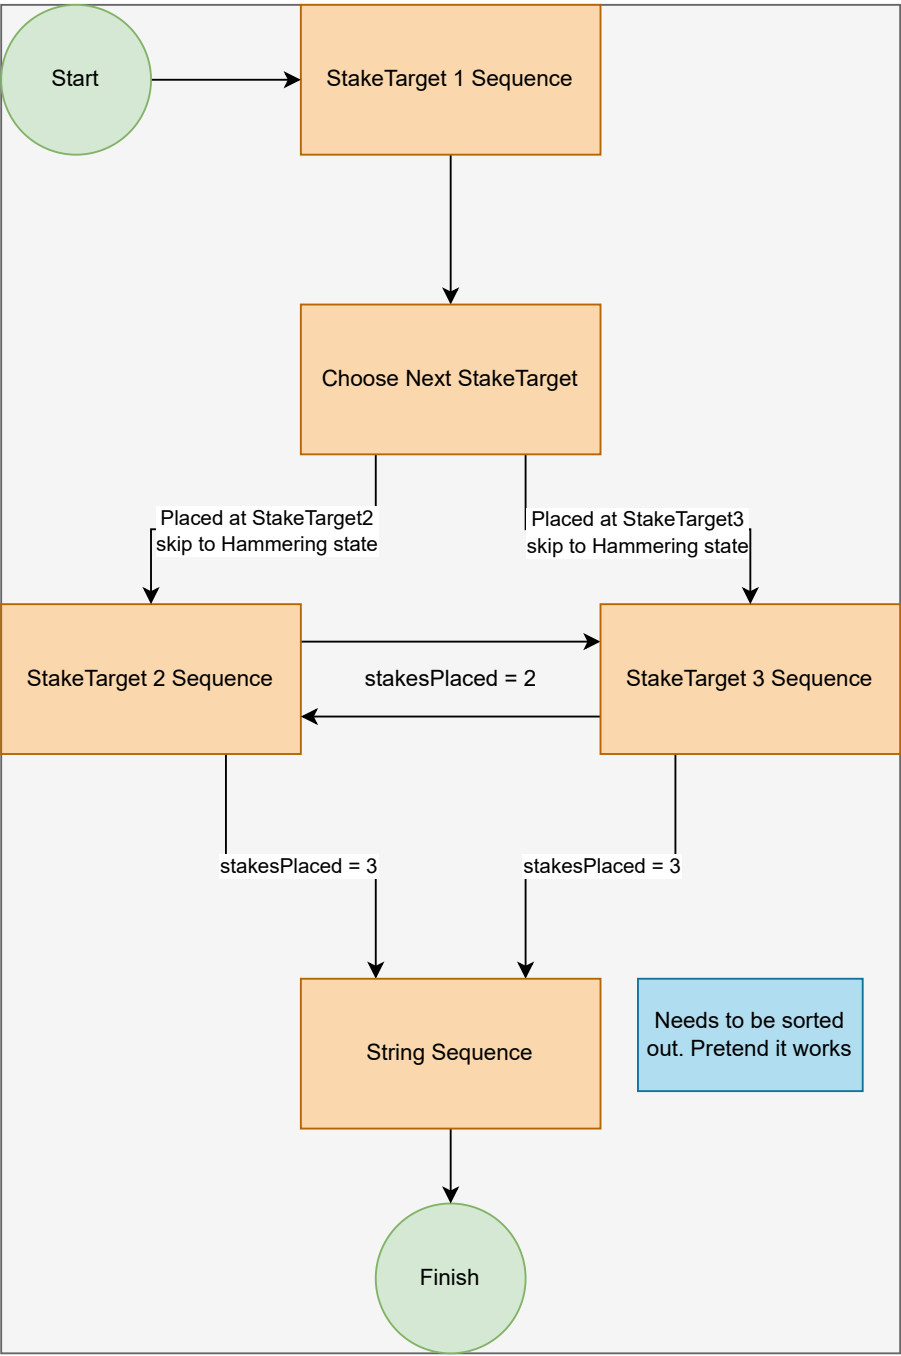 Start
StakeTarget 1 Sequence
Choose Next StakeTarget
Placed at StakeTarget2
skip to Hammering state
Placed at StakeTarget3
skip to Hammering state
StakeTarget 2 Sequence
stakesPlaced = 2
StakeTarget 3 Sequence
stakesPlaced = 3
stakesPlaced = 3
String Sequence
Needs to be sorted
out. Pretend it works
Finish